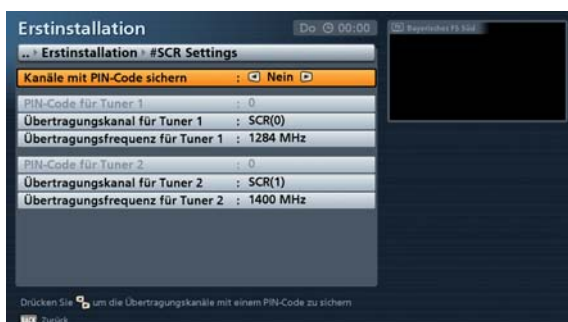 Erstinstallation
Do 00:00
Bayerisches FS Süd
.. Erstinstallation #SCR Settings
Kanäle mit PIN-Code sichern : Nein
PIN-Code für Tuner 1 : 0
Übertragungskanal für Tuner 1 : SCR(0)
Übertragungsfrequenz für Tuner 1 : 1284 MHz
PIN-Code für Tuner 2 : 0
Übertragungskanal für Tuner 2 : SCR(1)
Übertragungsfrequenz für Tuner 2 : 1400 MHz
Drücken Sie um die Übertragungskanäle mit einem PIN-Code zu sichern
BACK Zurück